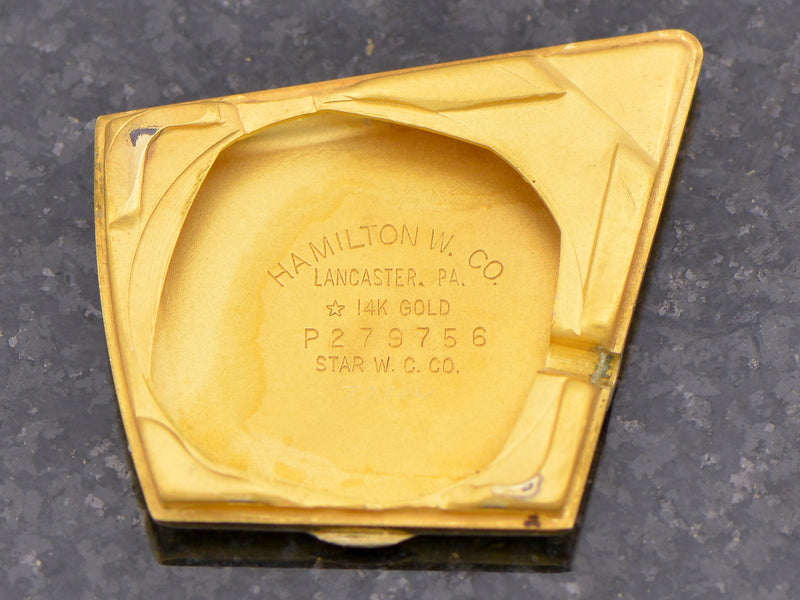 HAMILTON W. CO.
LANCASTER, PA.
☆ 14K GOLD
P279756
STAR W. C. CO.